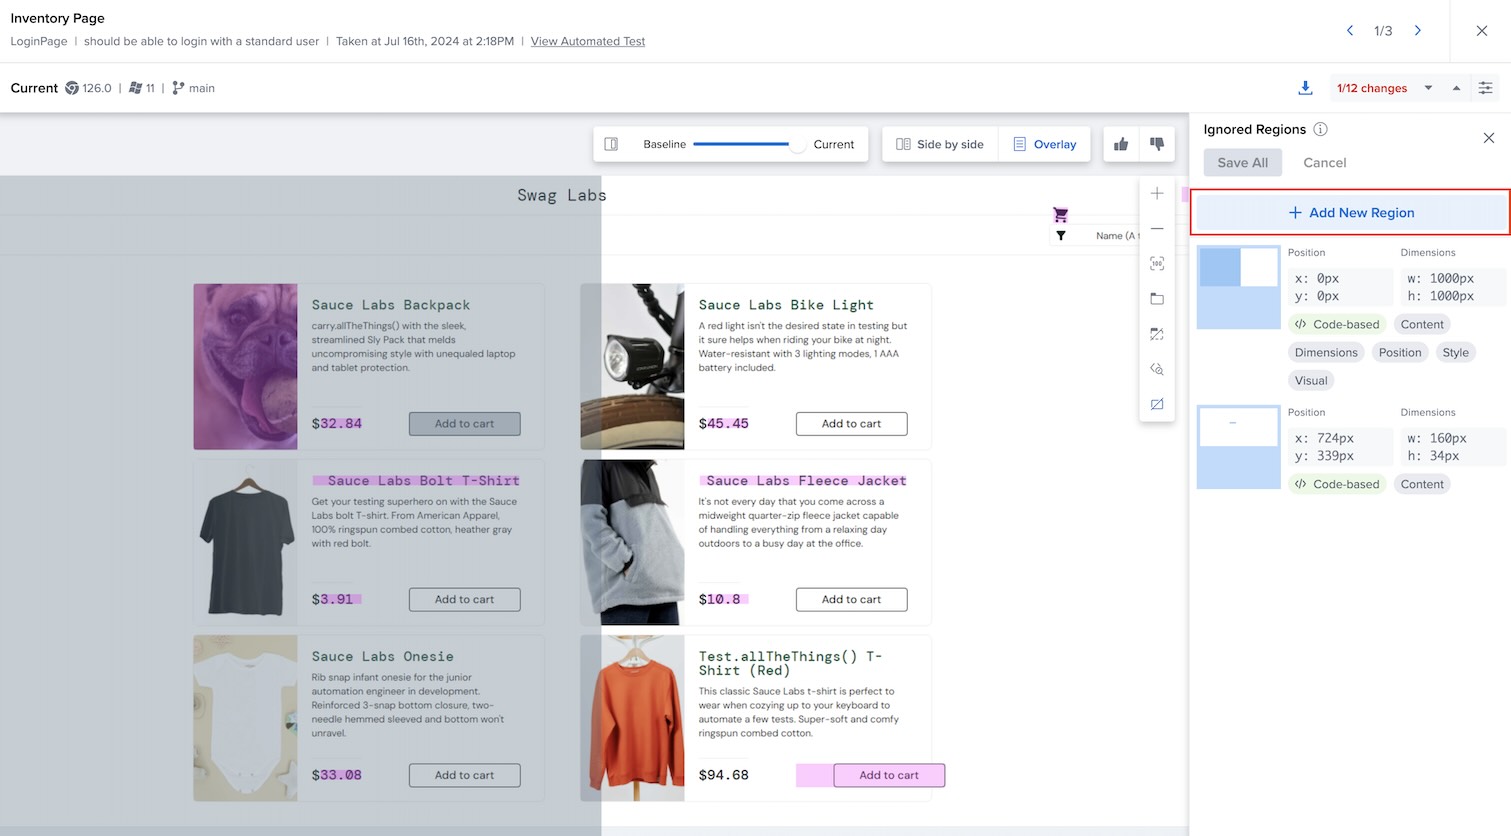 Inventory Page
LoginPage | should be able to login with a standard user | Taken at Jul 16th, 2024 at 2:18PM | View Automated Test
1/3
Current 126.0 | 11 | main
1/12 changes
Baseline Current
Side by side
Overlay
Ignored Regions
Save All
Cancel
+ Add New Region
Swag Labs
Name (A t
100
Sauce Labs Backpack
carry.allTheThings() with the sleek,
streamlined Sly Pack that melds
uncompromising style with unequaled laptop
and tablet protection.
$32.84
Add to cart
Sauce Labs Bike Light
A red light isn't the desired state in testing but
it sure helps when riding your bike at night.
Water-resistant with 3 lighting modes, 1 AAA
battery included.
$45.45
Add to cart
Sauce Labs Bolt T-Shirt
Get your testing superhero on with the Sauce
Labs bolt T-shirt. From American Apparel,
100% ringspun combed cotton, heather gray
with red bolt.
$3.91
Add to cart
Sauce Labs Fleece Jacket
It's not every day that you come across a
midweight quarter-zip fleece jacket capable
of handling everything from a relaxing day
outdoors to a busy day at the office.
$10.8
Add to cart
Sauce Labs Onesie
Rib snap infant onesie for the junior
automation engineer in development.
Reinforced 3-snap bottom closure, two-
needle hemmed sleeved and bottom won't
unravel.
$33.08
Add to cart
Test.allTheThings() T-
Shirt (Red)
This classic Sauce Labs t-shirt is perfect to
wear when cozying up to your keyboard to
automate a few tests. Super-soft and comfy
ringspun combed cotton.
$94.68
Add to cart
Position Dimensions
x: 0px w: 1000px
y: 0px h: 1000px
</> Code-based Content
Dimensions Position Style
Visual
Position Dimensions
x: 724px w: 160px
y: 339px h: 34px
</> Code-based Content